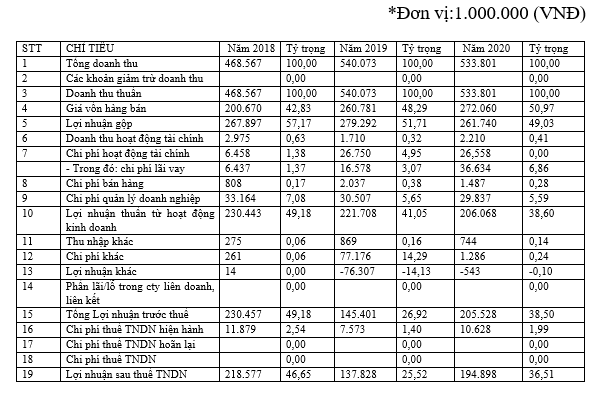 *Đơn vị:1.000.000 (VNĐ)
STT CHỈ TIÊU Năm 2018 Tỷ trọng Năm 2019 Tỷ trọng Năm 2020 Tỷ trọng
1 Tổng doanh thu 468.567 100,00 540.073 100,00 533.801 100,00
2 Các khoản giảm trừ doanh thu 0,00 0,00 0,00
3 Doanh thu thuần 468.567 100,00 540.073 100,00 533.801 100,00
4 Giá vốn hàng bán 200.670 42,83 260.781 48,29 272.060 50,97
5 Lợi nhuận gộp 267.897 57,17 279.292 51,71 261.740 49,03
6 Doanh thu hoạt động tài chính 2.975 0,63 1.710 0,32 2.210 0,41
7 Chi phí hoạt động tài chính 6.458 1,38 26.750 4,95 26,558 0.00
- Trong đó: chi phí lãi vay 6.437 1,37 16.578 3,07 36.634 6,86
8 Chi phí bán hàng 808 0,17 2.037 0,38 1.487 0,28
9 Chi phí quản lý doanh nghiệp 33.164 7,08 30.507 5,65 29.837 5,59
10 Lợi nhuận thuần từ hoạt động 230.443 49,18 221.708 41,05 206.068 38,60
kinh doanh
11 Thu nhập khác 275 0,06 869 0,16 744 0,14
12 Chi phí khác 261 0,06 77.176 14,29 1.286 0,24
13 Lợi nhuận khác 14 0,00 -76.307 -14,13 -543 -0,10
14 Phần lãi/lỗ trong cty liên doanh, 0,00 0,00 0,00
liên kết
15 Tổng Lợi nhuận trước thuế 230.457 49,18 145.401 26,92 205.528 38,50
16 Chi phí thuế TNDN hiện hành 11.879 2,54 7.573 1,40 10.628 1,99
17 Chi phí thuế TNDN hoãn lại 0,00 0,00 0,00
18 Chi phí thuế TNDN 0,00 0,00 0,00
19 Lợi nhuận sau thuế TNDN 218.577 46,65 137.828 25,52 194.898 36,51